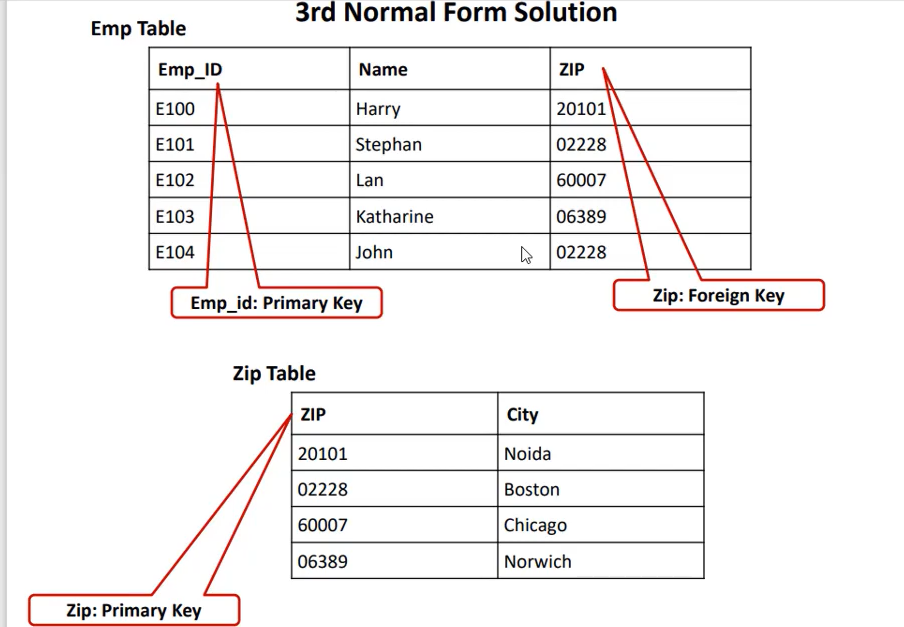 3rd Normal Form Solution
Emp Table
Emp_ID Name ZIP
E100 Harry 20101
E101 Stephan 02228
E102 Lan 60007
E103 Katharine 06389
E104 John 02228
Emp_id: Primary Key
Zip: Foreign Key
Zip Table
ZIP City
20101 Noida
02228 Boston
60007 Chicago
06389 Norwich
Zip: Primary Key